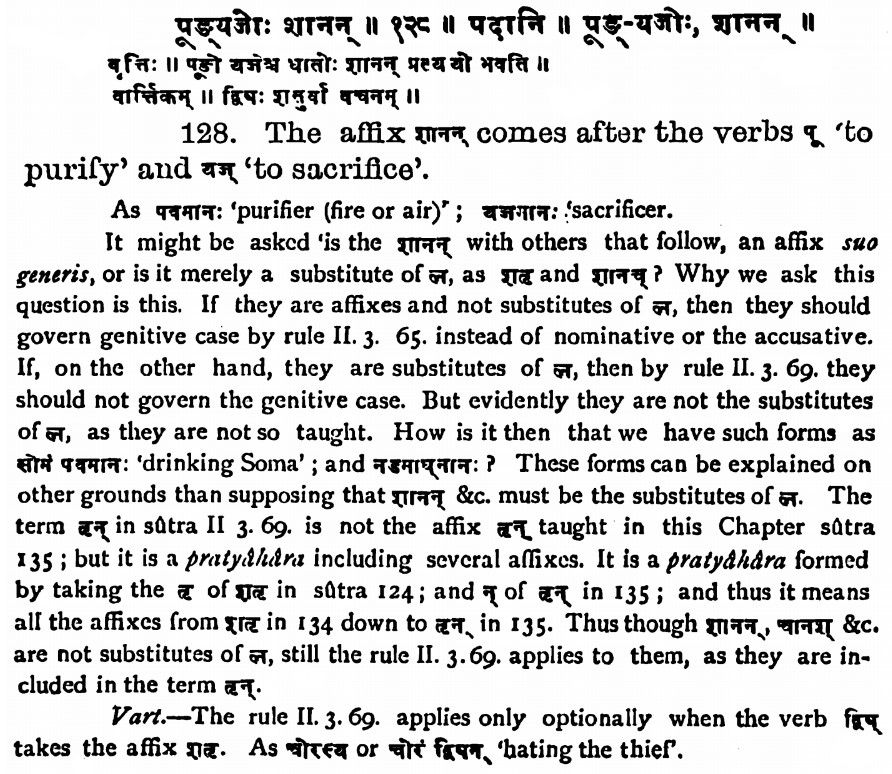 पूङ्यजोः शानन् ॥ १२८ ॥ पदानि ॥ पूङ्-यजोः, शानन् ॥
वृत्तिः ॥ पूङो यजेश्च धातोः शानन् प्रत्ययो भवति ॥
वार्त्तिकम् ॥ द्विषः शतुर्वा वचनम् ॥
128. The affix शानन् comes after the verbs पू 'to
purify' and यज् 'to sacrifice'.
As पवमानः 'purifier (fire or air)' ; यजमानः 'sacrificer.
It might be asked 'is the शानन् with others that follow, an affix suo
generis, or is it merely a substitute of ल, as शतृ and शानच् ? Why we ask this
question is this. If they are affixes and not substitutes of ल, then they should
govern genitive case by rule II. 3. 65. instead of nominative or the accusative.
If, on the other hand, they are substitutes of ल, then by rule II. 3. 69. they
should not govern the genitive case. But evidently they are not the substitutes
of ल, as they are not so taught. How is it then that we have such forms as
सोमं पवमानः 'drinking Soma' ; and नडमाघ्नानः ? These forms can be explained on
other grounds than supposing that शानन् &c. must be the substitutes of ल. The
term तृन् in sûtra II 3. 69. is not the affix तृन् taught in this Chapter sûtra
135 ; but it is a pratyâhâra including several affixes. It is a pratyâhâra formed
by taking the तृ of शतृ in sûtra 124 ; and न् of तृन् in 135 ; and thus it means
all the affixes from शतृ in 134 down to तृन् in 135. Thus though शानन्, चानश् &c.
are not substitutes of ल, still the rule II. 3. 69. applies to them, as they are in-
cluded in the term तृन्.
Vart.—The rule II. 3. 69. applies only optionally when the verb द्विष्
takes the affix शतृ. As चोरस्य or चोरं द्विषन् 'hating the thief'.